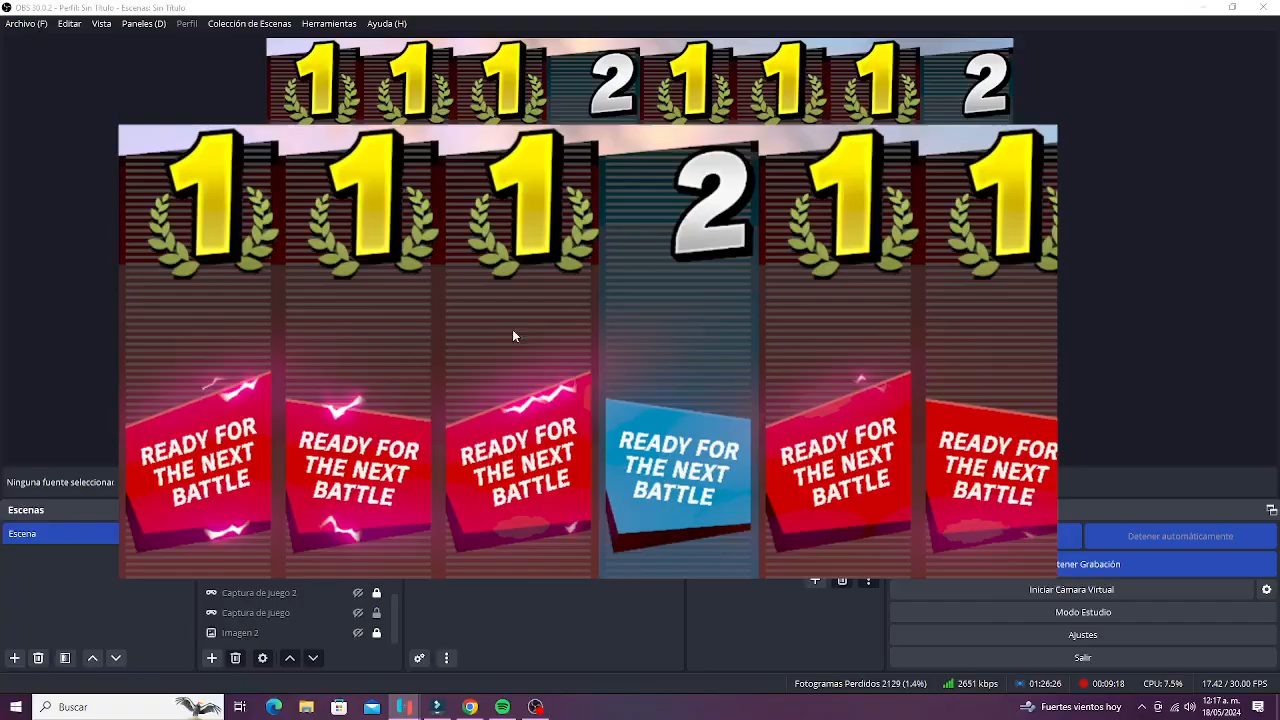 OBS 30.0.2 - Perfil: Sin Título - Escenas: Sin Título
Archivo (F) Editar Vista Paneles (D) Perfil Colección de Escenas Herramientas Ayuda (H)
1 1 1 2 1 1 1 2
1 1 1 2 1 1
READY FOR
THE NEXT
BATTLE
READY FOR
THE NEXT
BATTLE
READY FOR
THE NEXT
BATTLE
READY FOR
THE NEXT
BATTLE
READY FOR
THE NEXT
BATTLE
READY FOR
THE NEXT
BATTLE
Ninguna fuente seleccionad
Escenas
Escena
Detener automáticamente
tener Grabación
Captura de Juego 2
Captura de Juego
Imagen 2
Iniciar Cámara Virtual
Modo Estudio
Ajustes
Salir
Fotogramas Perdidos 2129 (1.4%) 2651 kbps 01:26:26 00:09:18 CPU: 7.5% 17.42 / 30.00 FPS
Buscar
Fuertes vientos hoy
12:17 a.m.
18/05/2024